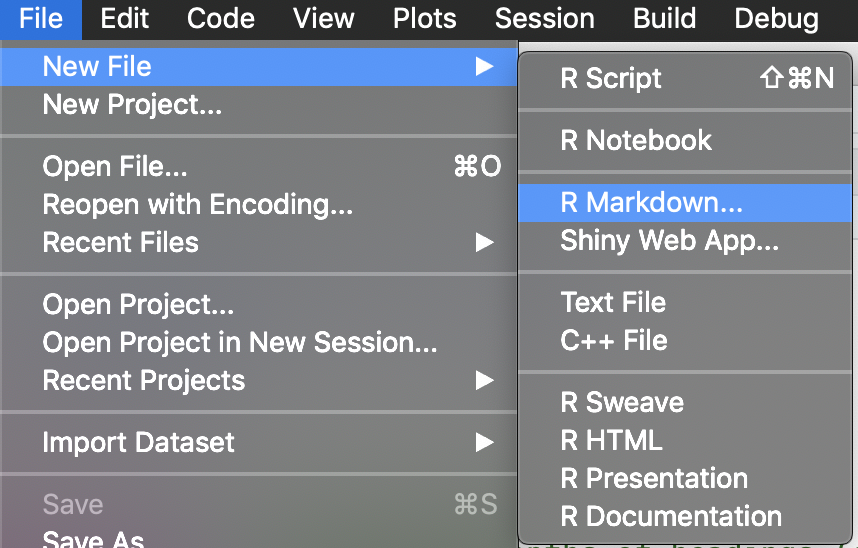 File Edit Code View Plots Session Build Debug
New File ▶
New Project...
Open File... ⌘O
Reopen with Encoding...
Recent Files ▶
Open Project...
Open Project in New Session...
Recent Projects ▶
Import Dataset ▶
Save ⌘S
Save As
R Script ⇧⌘N
R Notebook
R Markdown...
Shiny Web App...
Text File
C++ File
R Sweave
R HTML
R Presentation
R Documentation